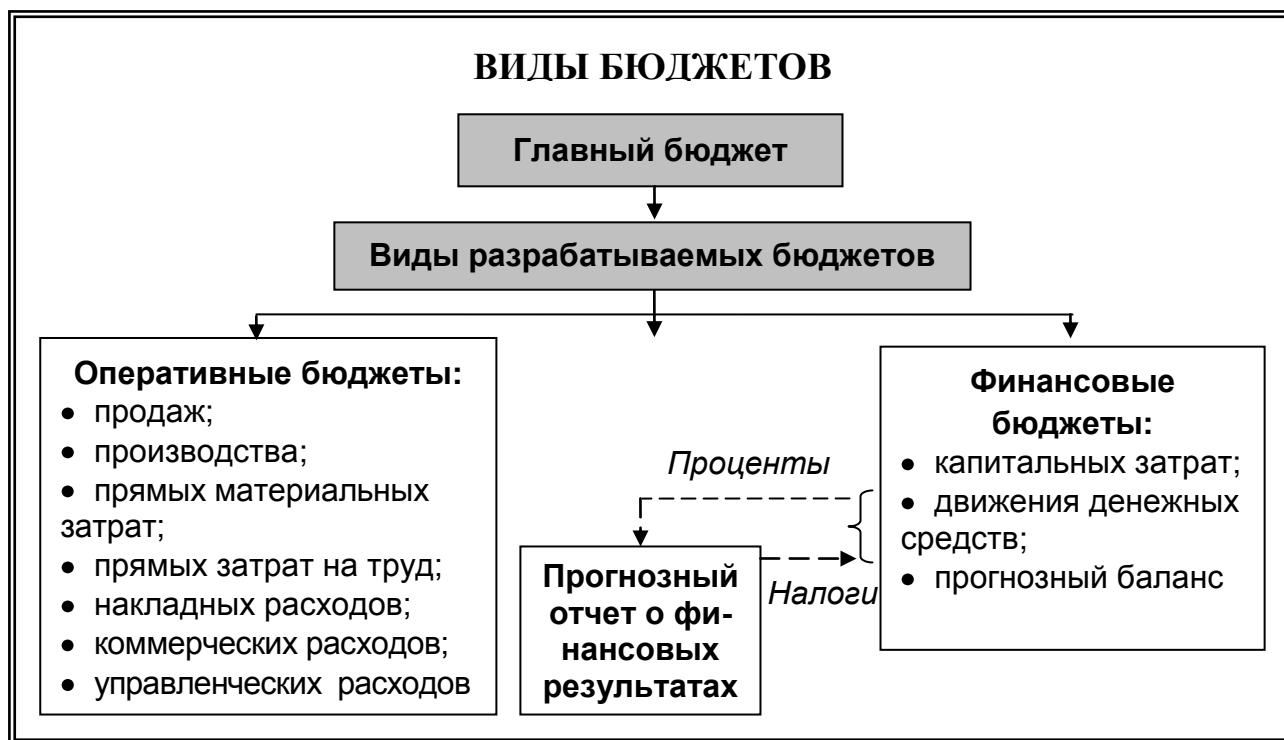 ВИДЫ БЮДЖЕТОВ
Главный бюджет
Виды разрабатываемых бюджетов
Оперативные бюджеты:
• продаж;
• производства;
• прямых материальных
затрат;
• прямых затрат на труд;
• накладных расходов;
• коммерческих расходов;
• управленческих расходов
Проценты
Прогнозный
отчет о фи-
нансовых
результатах
Налоги
Финансовые
бюджеты:
• капитальных затрат;
• движения денежных
средств;
• прогнозный баланс